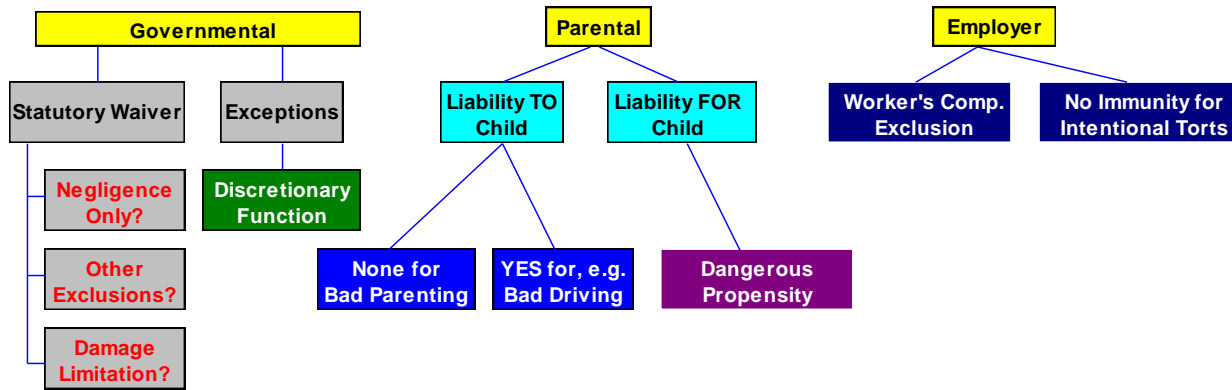 Governmental
Parental
Employer
Statutory Waiver
Exceptions
Liability TO
Child
Liability FOR
Child
Worker's Comp.
Exclusion
No Immunity for
Intentional Torts
Negligence
Only?
Discretionary
Function
Other
Exclusions?
None for
Bad Parenting
YES for, e.g.
Bad Driving
Dangerous
Propensity
Damage
Limitation?